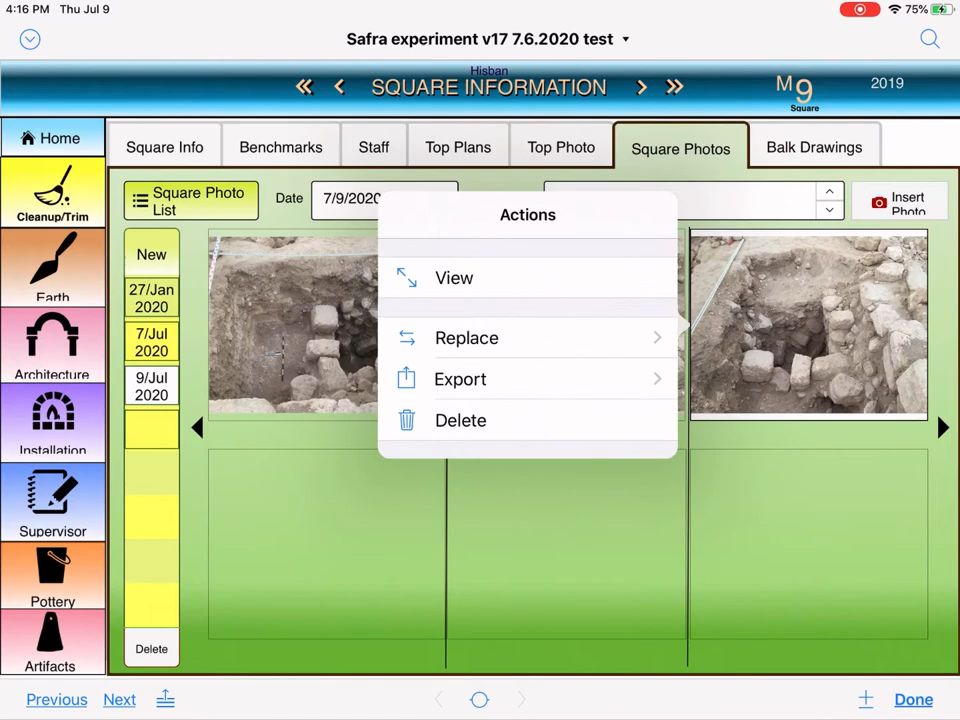 4:16 PM Thu Jul 9
75%
Safra experiment v17 7.6.2020 test
Hisban
SQUARE INFORMATION
M9
Square
2019
Home
Square Info
Benchmarks
Staff
Top Plans
Top Photo
Square Photos
Balk Drawings
Cleanup/Trim
Earth
Architecture
Installation
Supervisor
Pottery
Artifacts
Square Photo
List
Date
7/9/2020
Insert
Photo
New
27/Jan
2020
7/Jul
2020
9/Jul
2020
Delete
Actions
View
Replace
Export
Delete
Previous
Next
Done